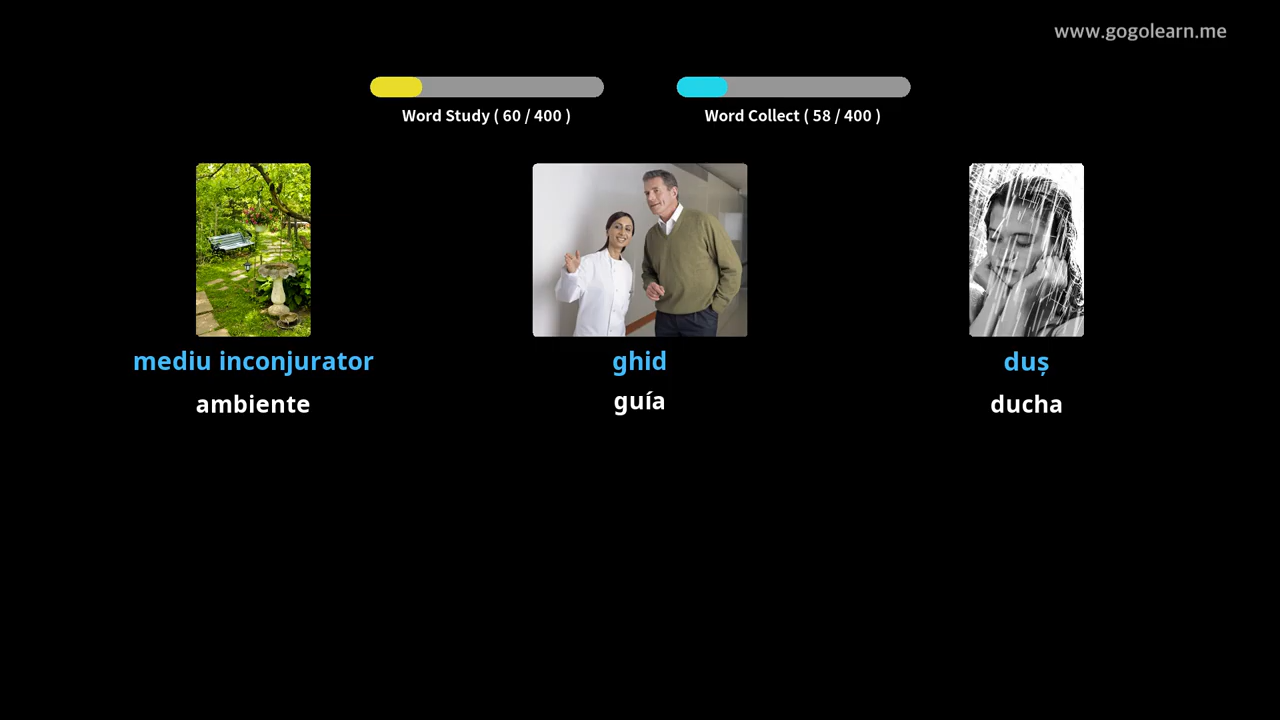 www.gogolearn.me
Word Study ( 60 / 400 )
Word Collect ( 58 / 400 )
mediu inconjurator
ghid
duș
ambiente
guía
ducha